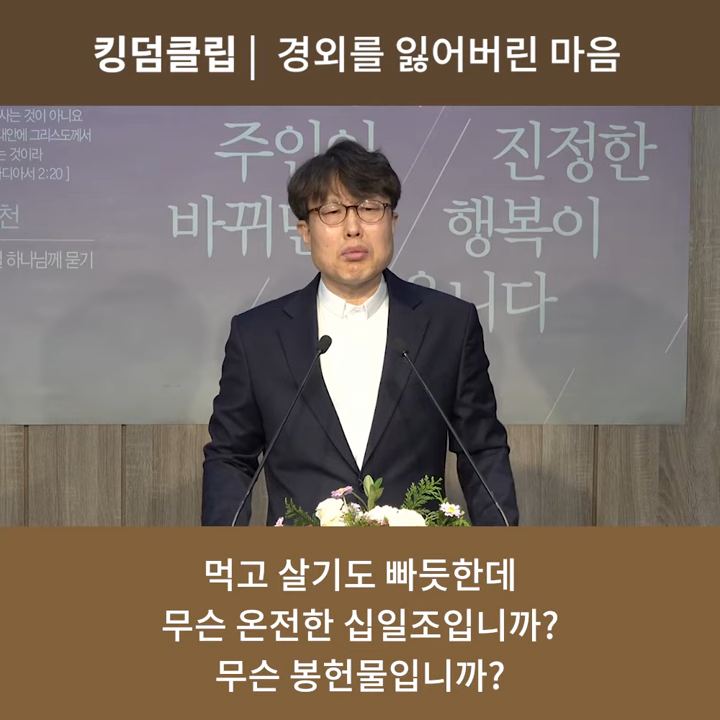 킹덤클립 | 경외를 잃어버린 마음
사는 것이 아니요
내안에 그리스도께서
는 것이라
2:20 ]
천
하나님께 묻기
주인이
바뀌면
진정한
행복이
니다
먹고 살기도 빠듯한데
무슨 온전한 십일조입니까?
무슨 봉헌물입니까?